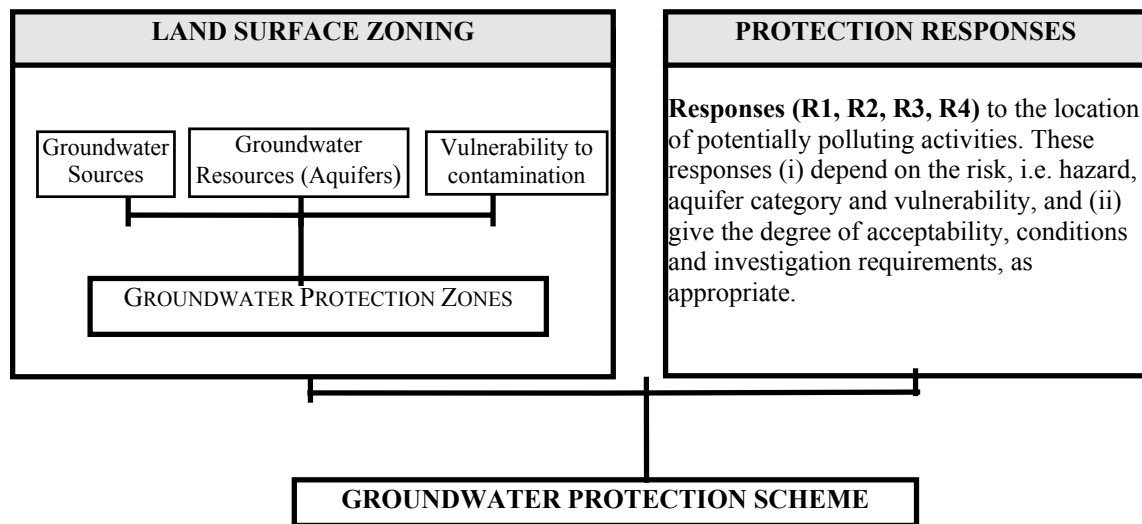 LAND SURFACE ZONING
Groundwater
Sources
Groundwater
Resources (Aquifers)
Vulnerability to
contamination
GROUNDWATER PROTECTION ZONES
PROTECTION RESPONSES
Responses (R1, R2, R3, R4) to the location
of potentially polluting activities. These
responses (i) depend on the risk, i.e. hazard,
aquifer category and vulnerability, and (ii)
give the degree of acceptability, conditions
and investigation requirements, as
appropriate.
GROUNDWATER PROTECTION SCHEME